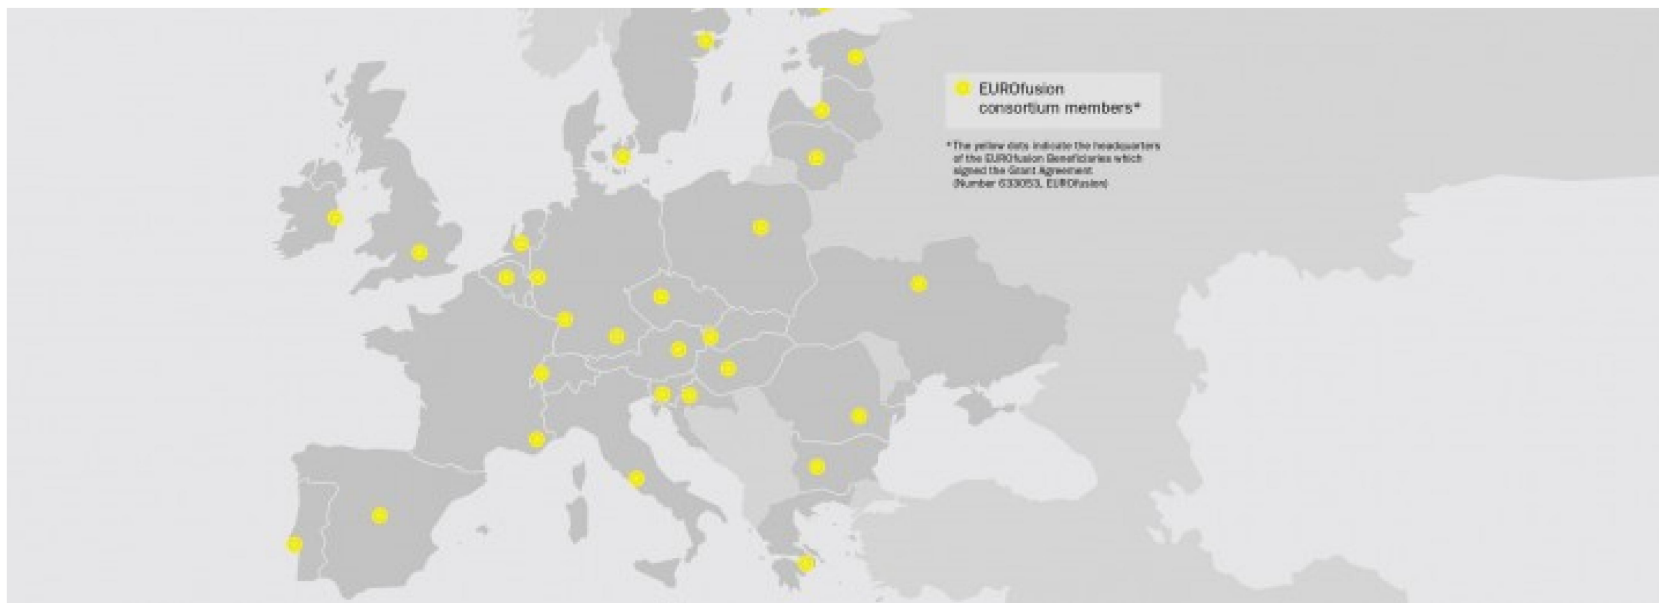 EUROfusion
consortium members*
*The yellow dots indicate the headquarters
of the EUROfusion Beneficiaries which
signed the Grant Agreement
(Number 633053, EUROfusion)